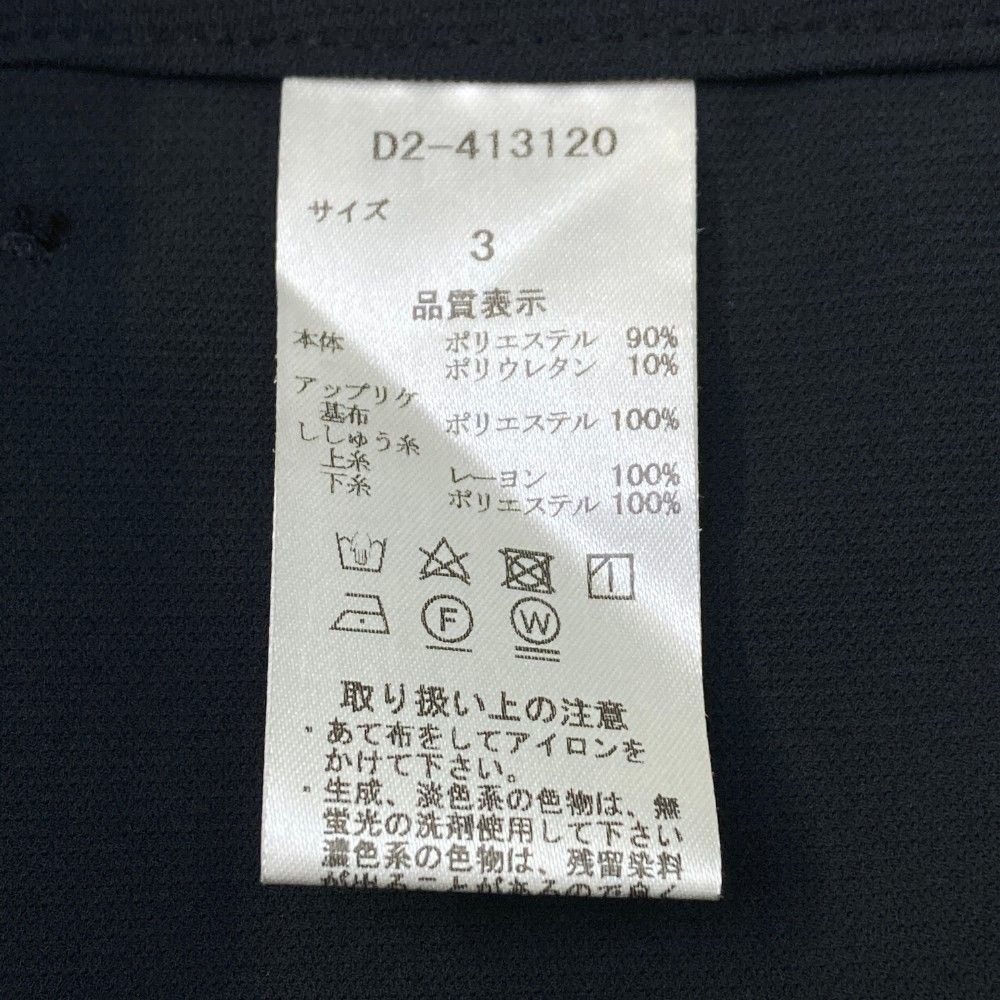 D2-413120
サイズ
3
品質表示
本体 ポリエステル 90%
ポリウレタン 10%
アップリケ
基布 ポリエステル 100%
ししゅう糸
上糸 レーヨン 100%
下糸 ポリエステル 100%
F W
取り扱い上の注意
・あて布をしてアイロンを
かけて下さい。
・生成、淡色系の色物は、無
蛍光の洗剤使用して下さい
濃色系の色物は、残留染料